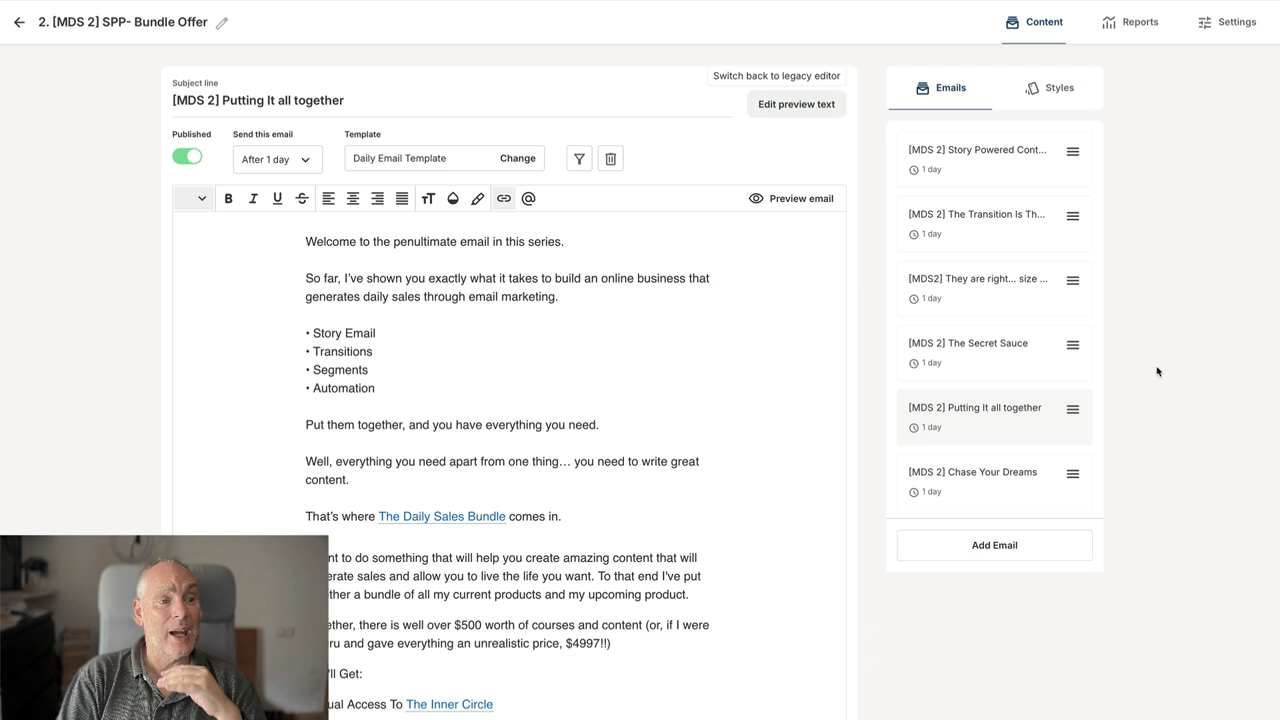 2. [MDS 2] SPP- Bundle Offer
Content
Reports
Settings
Subject line
Switch back to legacy editor
[MDS 2] Putting It all together
Edit preview text
Published
Send this email
Template
After 1 day
Daily Email Template
Change
B I U S
Preview email
Welcome to the penultimate email in this series.
So far, I've shown you exactly what it takes to build an online business that
generates daily sales through email marketing.
• Story Email
• Transitions
• Segments
• Automation
Put them together, and you have everything you need.
Well, everything you need apart from one thing… you need to write great
content.
That's where The Daily Sales Bundle comes in.
nt to do something that will help you create amazing content that will
erate sales and allow you to live the life you want. To that end I've put
ther a bundle of all my current products and my upcoming product.
ether, there is well over $500 worth of courses and content (or, if I were
ru and gave everything an unrealistic price, $4997!!)
'll Get:
ual Access To The Inner Circle
Emails
Styles
[MDS 2] Story Powered Cont...
1 day
[MDS 2] The Transition Is Th...
1 day
[MDS2] They are right... size ...
1 day
[MDS 2] The Secret Sauce
1 day
[MDS 2] Putting It all together
1 day
[MDS 2] Chase Your Dreams
1 day
Add Email